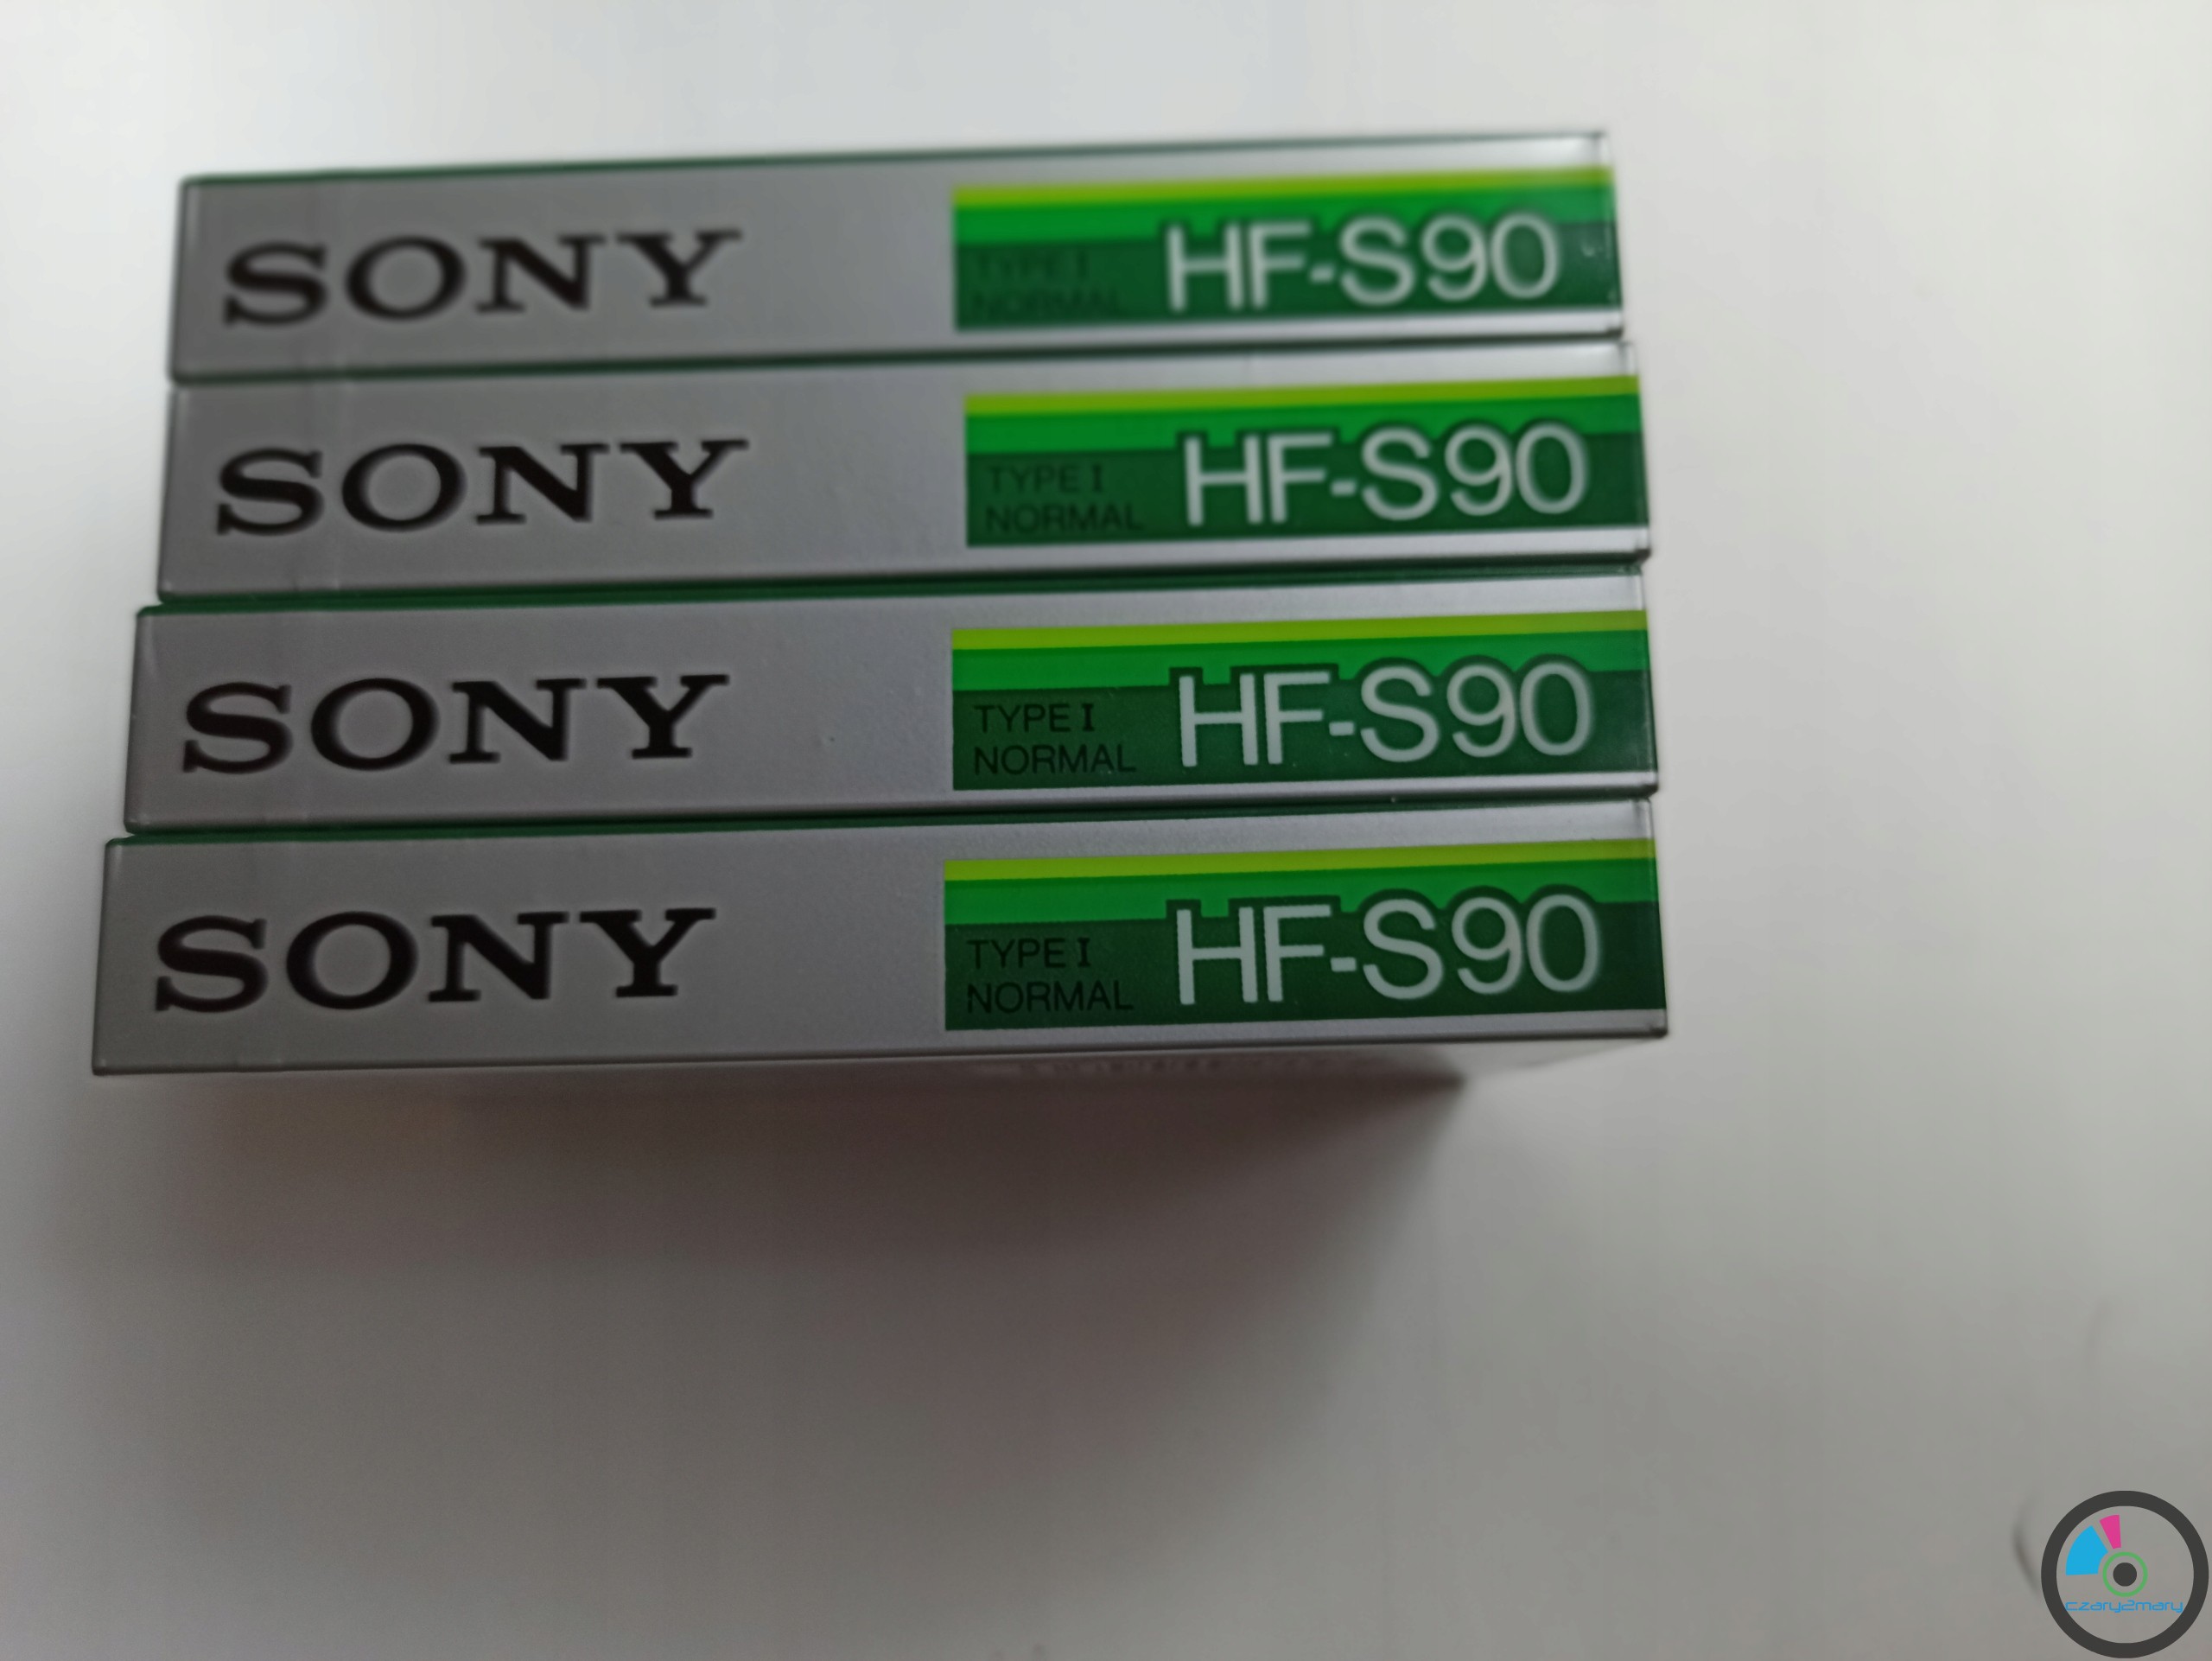 SONY
TYPE I
NORMAL
HF-S90
SONY
TYPE I
NORMAL
HF-S90
SONY
TYPE I
NORMAL
HF-S90
SONY
TYPE I
NORMAL
HF-S90
czary2mary